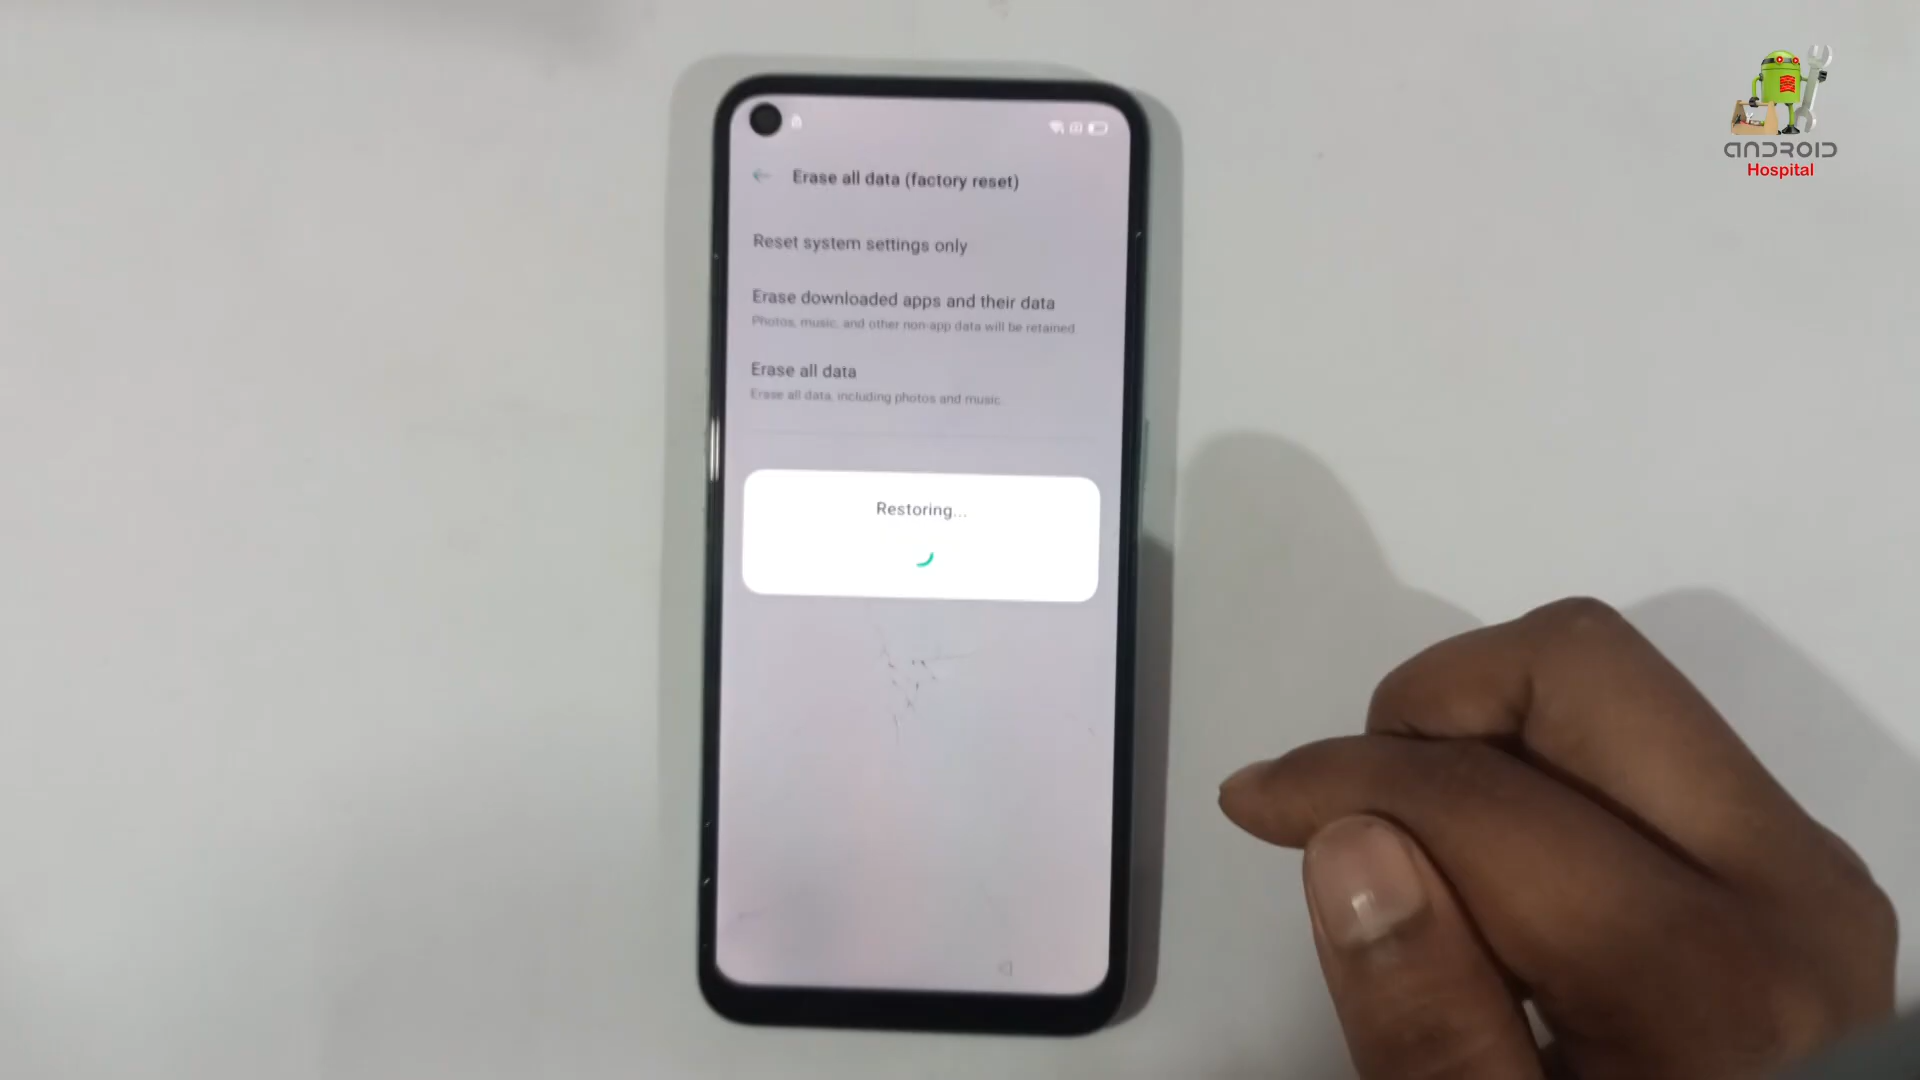 Erase all data (factory reset)
Reset system settings only
Erase downloaded apps and their data
Photos, music, and other non-app data will be retained
Erase all data
Erase all data, including photos and music.
Restoring...
ANDROID
Hospital